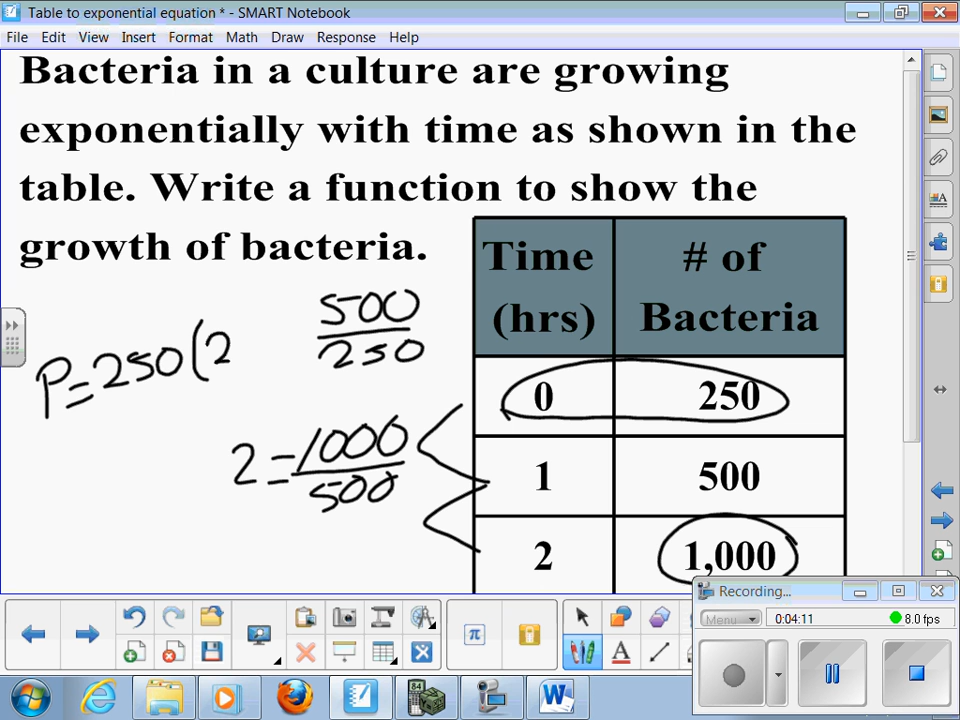 Table to exponential equation * - SMART Notebook
File Edit View Insert Format Math Draw Response Help
Bacteria in a culture are growing
exponentially with time as shown in the
table. Write a function to show the
growth of bacteria.
Time (hrs) # of Bacteria
0 250
1 500
2 1,000
500
250
P=250(2
2=1000
500
Recording...
Menu 0:04:11 8.0 fps
π
A
84
W